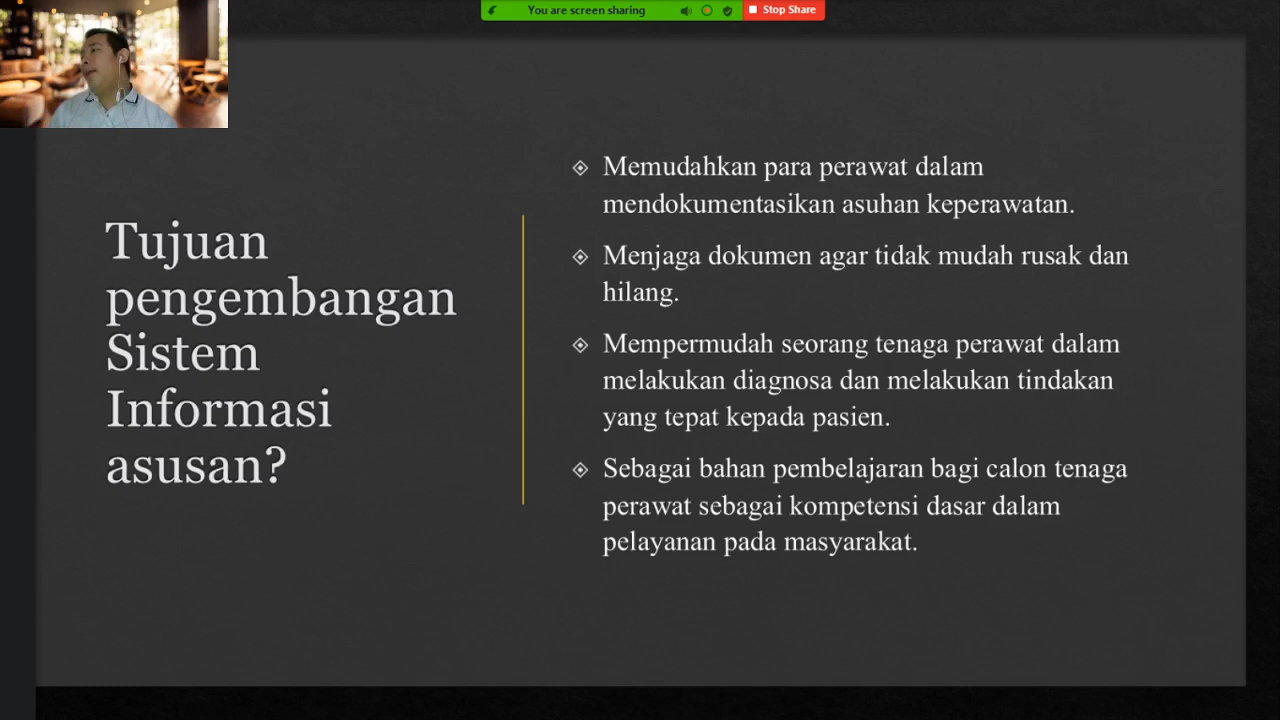 You are screen sharing
Stop Share
Tujuan
pengembangan
Sistem
Informasi
asusan?
Memudahkan para perawat dalam
mendokumentasikan asuhan keperawatan.
Menjaga dokumen agar tidak mudah rusak dan
hilang.
Mempermudah seorang tenaga perawat dalam
melakukan diagnosa dan melakukan tindakan
yang tepat kepada pasien.
Sebagai bahan pembelajaran bagi calon tenaga
perawat sebagai kompetensi dasar dalam
pelayanan pada masyarakat.